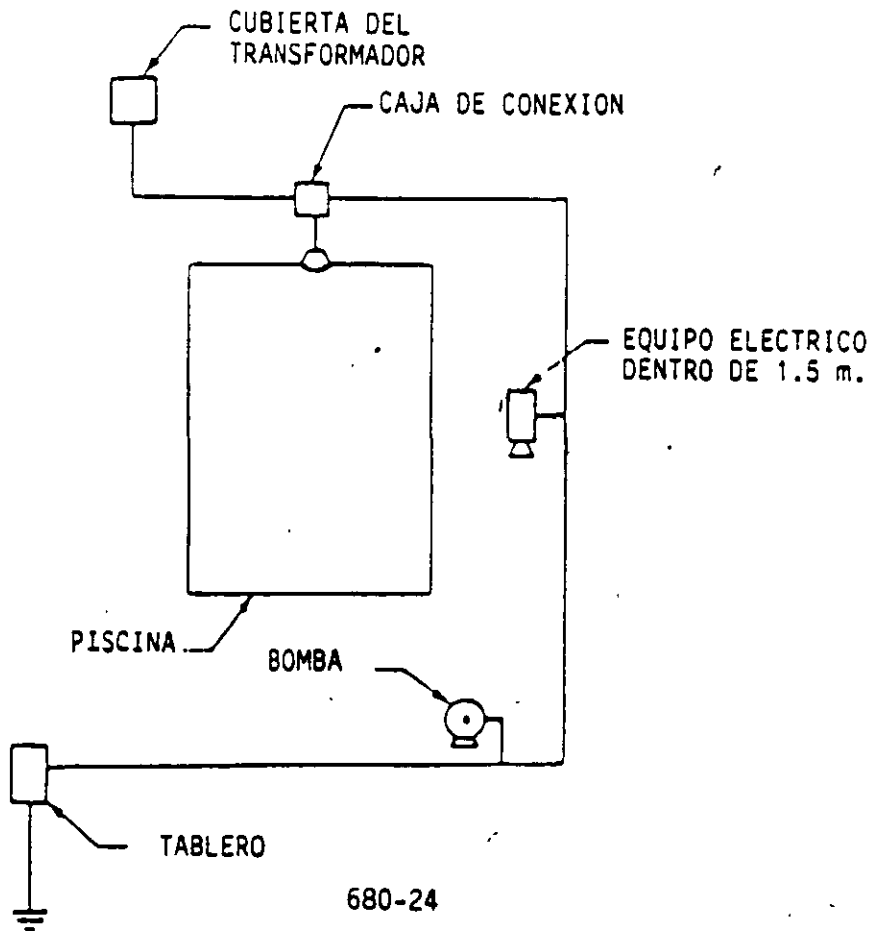 CUBIERTA DEL
TRANSFORMADOR
CAJA DE CONEXION
EQUIPO ELECTRICO
DENTRO DE 1.5 m.
PISCINA
BOMBA
TABLERO
680-24